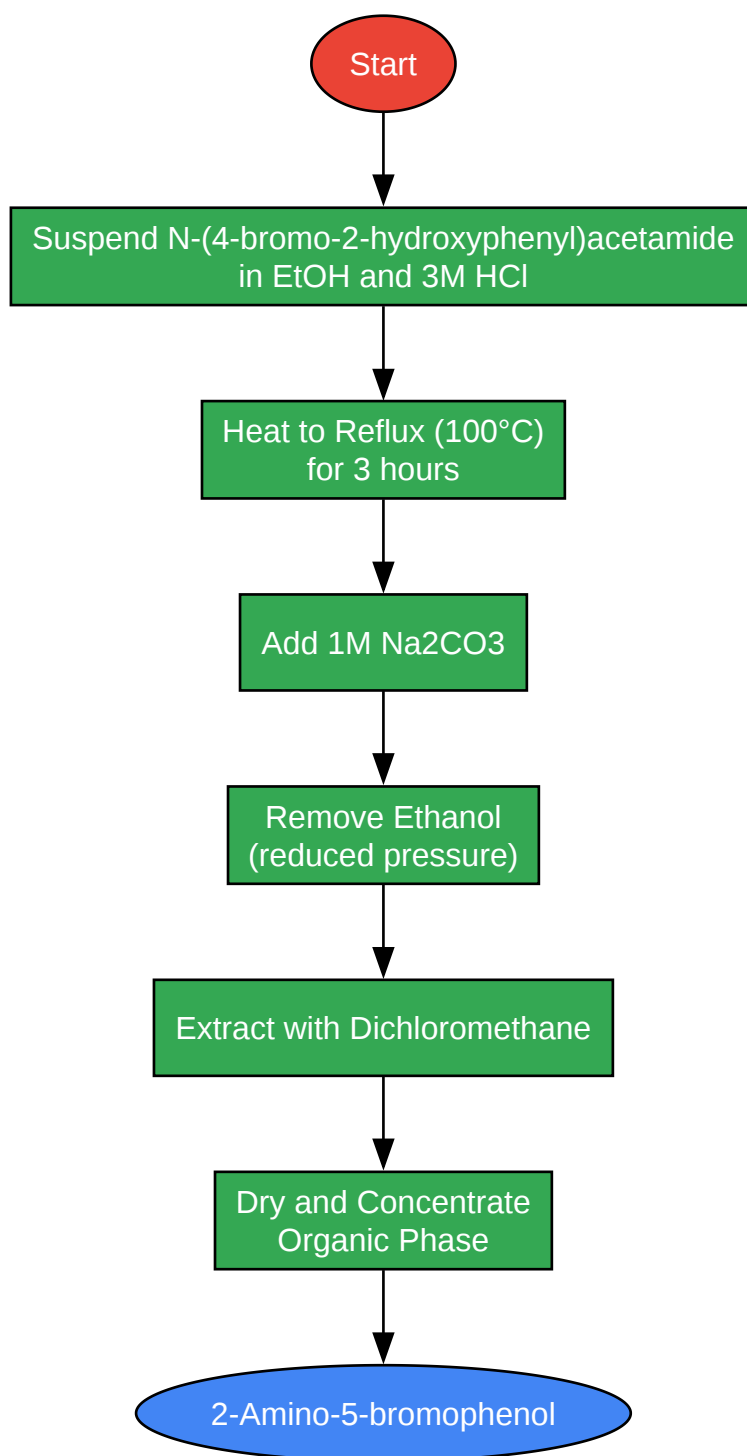 Start
Suspend N-(4-bromo-2-hydroxyphenyl)acetamide
in EtOH and 3M HCl
Heat to Reflux (100°C)
for 3 hours
Add 1M Na2CO3
Remove Ethanol
(reduced pressure)
Extract with Dichloromethane
Dry and Concentrate
Organic Phase
2-Amino-5-bromophenol